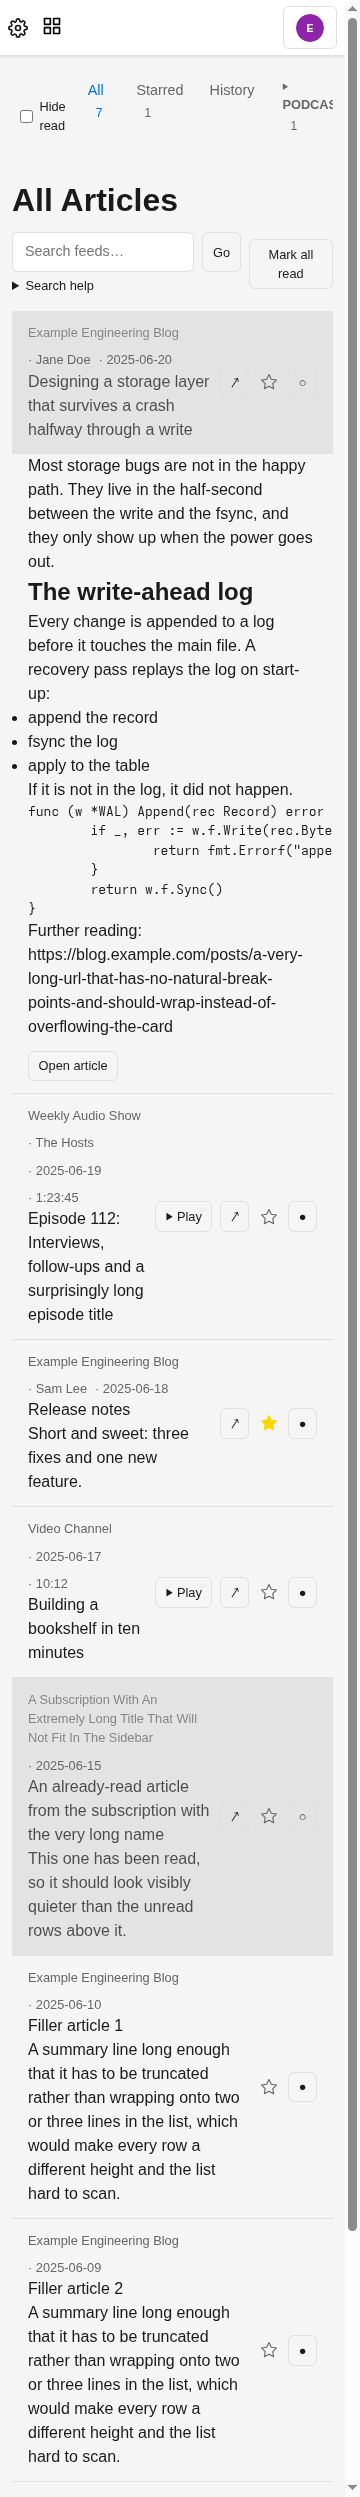 E
Hide read
All 7
Starred 1
History
PODCAS
1
All Articles
Search feeds…
Go
Mark all read
Search help
Example Engineering Blog
· Jane Doe · 2025-06-20
Designing a storage layer
that survives a crash
halfway through a write
Most storage bugs are not in the happy
path. They live in the half-second
between the write and the fsync, and
they only show up when the power goes
out.
The write-ahead log
Every change is appended to a log
before it touches the main file. A
recovery pass replays the log on start-
up:
• append the record
• fsync the log
• apply to the table
If it is not in the log, it did not happen.
func (w *WAL) Append(rec Record) error
if _, err := w.f.Write(rec.Byte
return fmt.Errorf("appe
}
return w.f.Sync()
}
Further reading:
https://blog.example.com/posts/a-very-
long-url-that-has-no-natural-break-
points-and-should-wrap-instead-of-
overflowing-the-card
Open article
Weekly Audio Show
· The Hosts
· 2025-06-19
· 1:23:45
Episode 112:
Interviews,
follow-ups and a
surprisingly long
episode title
Play
Example Engineering Blog
· Sam Lee · 2025-06-18
Release notes
Short and sweet: three
fixes and one new
feature.
Video Channel
· 2025-06-17
· 10:12
Building a
bookshelf in ten
minutes
Play
A Subscription With An
Extremely Long Title That Will
Not Fit In The Sidebar
· 2025-06-15
An already-read article
from the subscription with
the very long name
This one has been read,
so it should look visibly
quieter than the unread
rows above it.
Example Engineering Blog
· 2025-06-10
Filler article 1
A summary line long enough
that it has to be truncated
rather than wrapping onto two
or three lines in the list, which
would make every row a
different height and the list
hard to scan.
Example Engineering Blog
· 2025-06-09
Filler article 2
A summary line long enough
that it has to be truncated
rather than wrapping onto two
or three lines in the list, which
would make every row a
different height and the list
hard to scan.